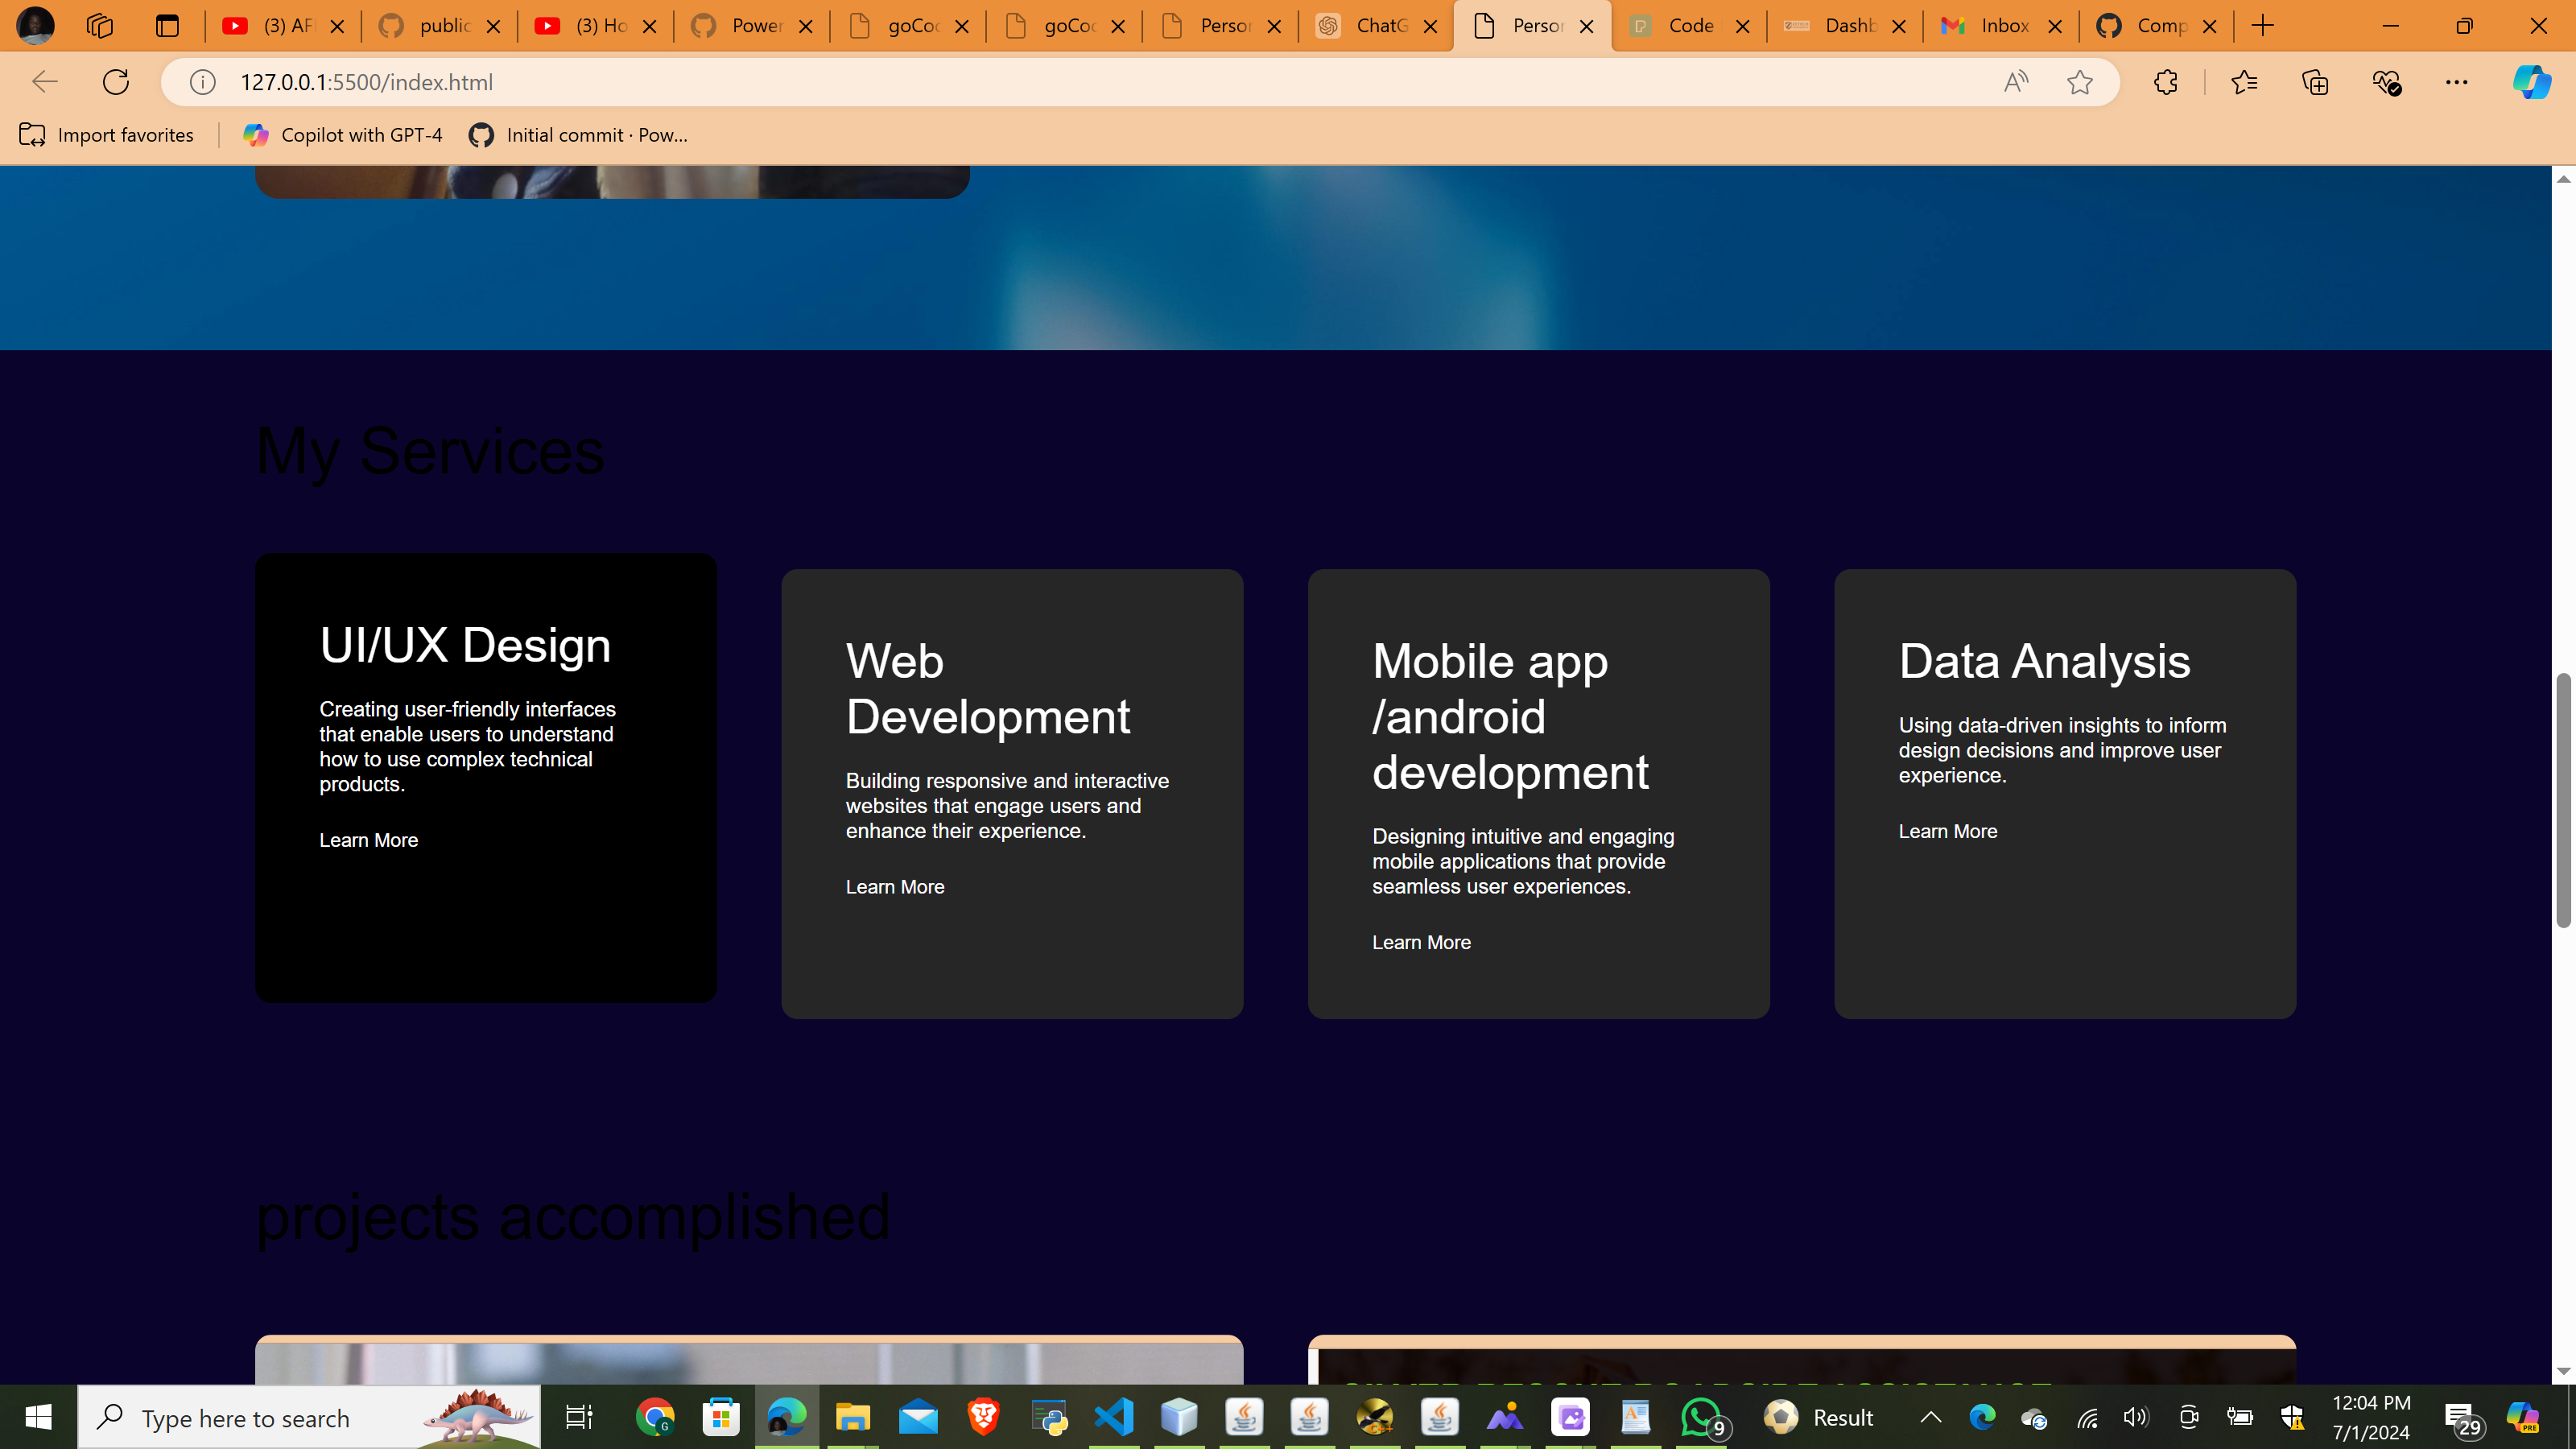 (3) AF
public
(3) Ho
Power
goCod
goCod
Person
ChatG
Person
Code
Dashb
Inbox
Comp
127.0.0.1:5500/index.html
Import favorites
Copilot with GPT-4
Initial commit · Pow...
My Services
UI/UX Design
Creating user-friendly interfaces
that enable users to understand
how to use complex technical
products.
Learn More
Web
Development
Building responsive and interactive
websites that engage users and
enhance their experience.
Learn More
Mobile app
/android
development
Designing intuitive and engaging
mobile applications that provide
seamless user experiences.
Learn More
Data Analysis
Using data-driven insights to inform
design decisions and improve user
experience.
Learn More
projects accomplished
Type here to search
9
Result
12:04 PM
7/1/2024
29
PRE